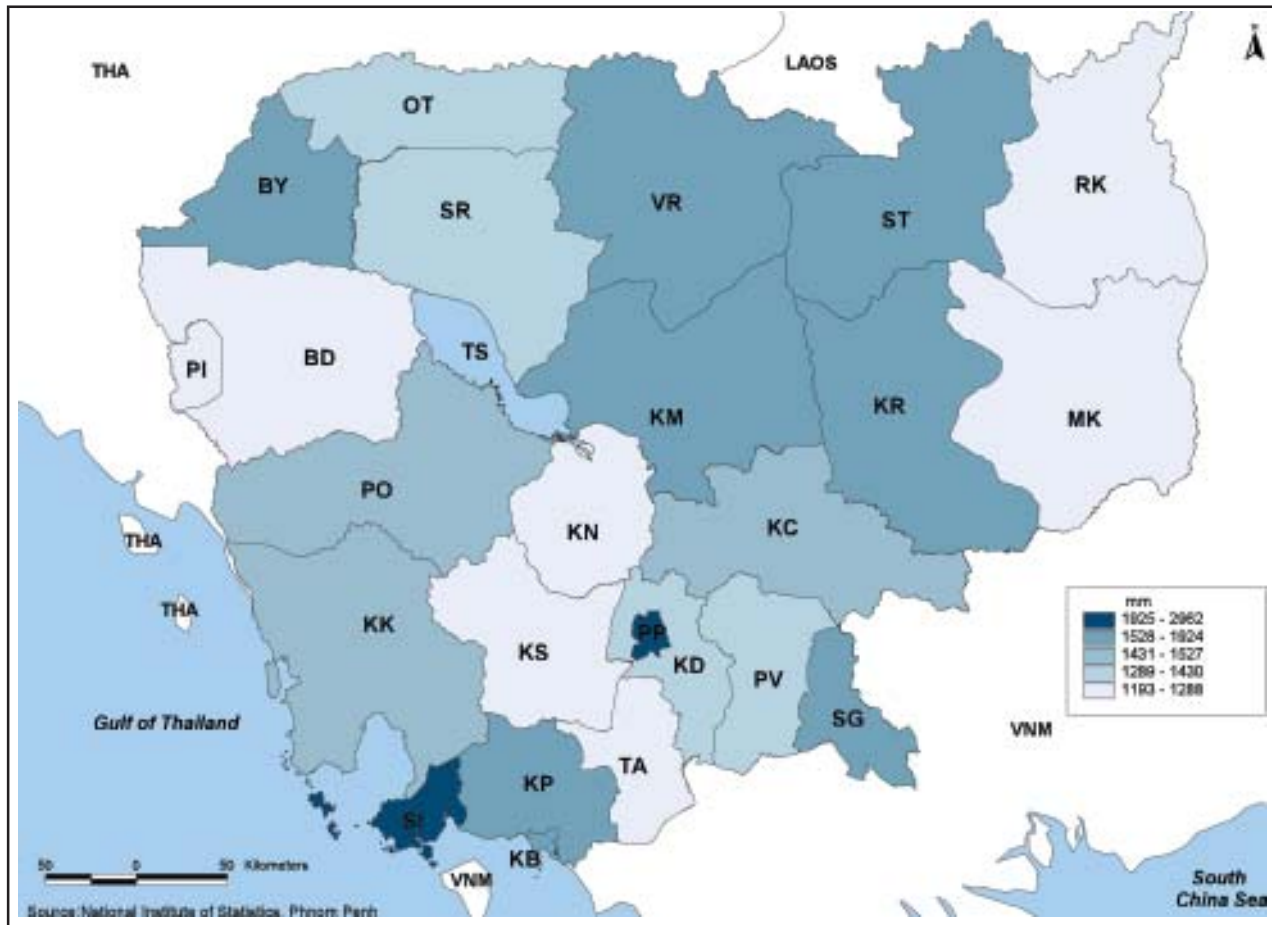 THA
LAOS
OT
BY
SR
VR
ST
RK
PI
BD
TS
KM
KR
MK
PO
KN
KC
THA
THA
KK
KS
PP
KD
PV
SG
mm
1925 - 2962
1528 - 1924
1431 - 1527
1289 - 1430
1193 - 1288
Gulf of Thailand
VNM
TA
KP
SI
KB
VNM
50 0 50 Kilometers
South
China Sea
Source:National Institute of Statistics, Phnom Penh